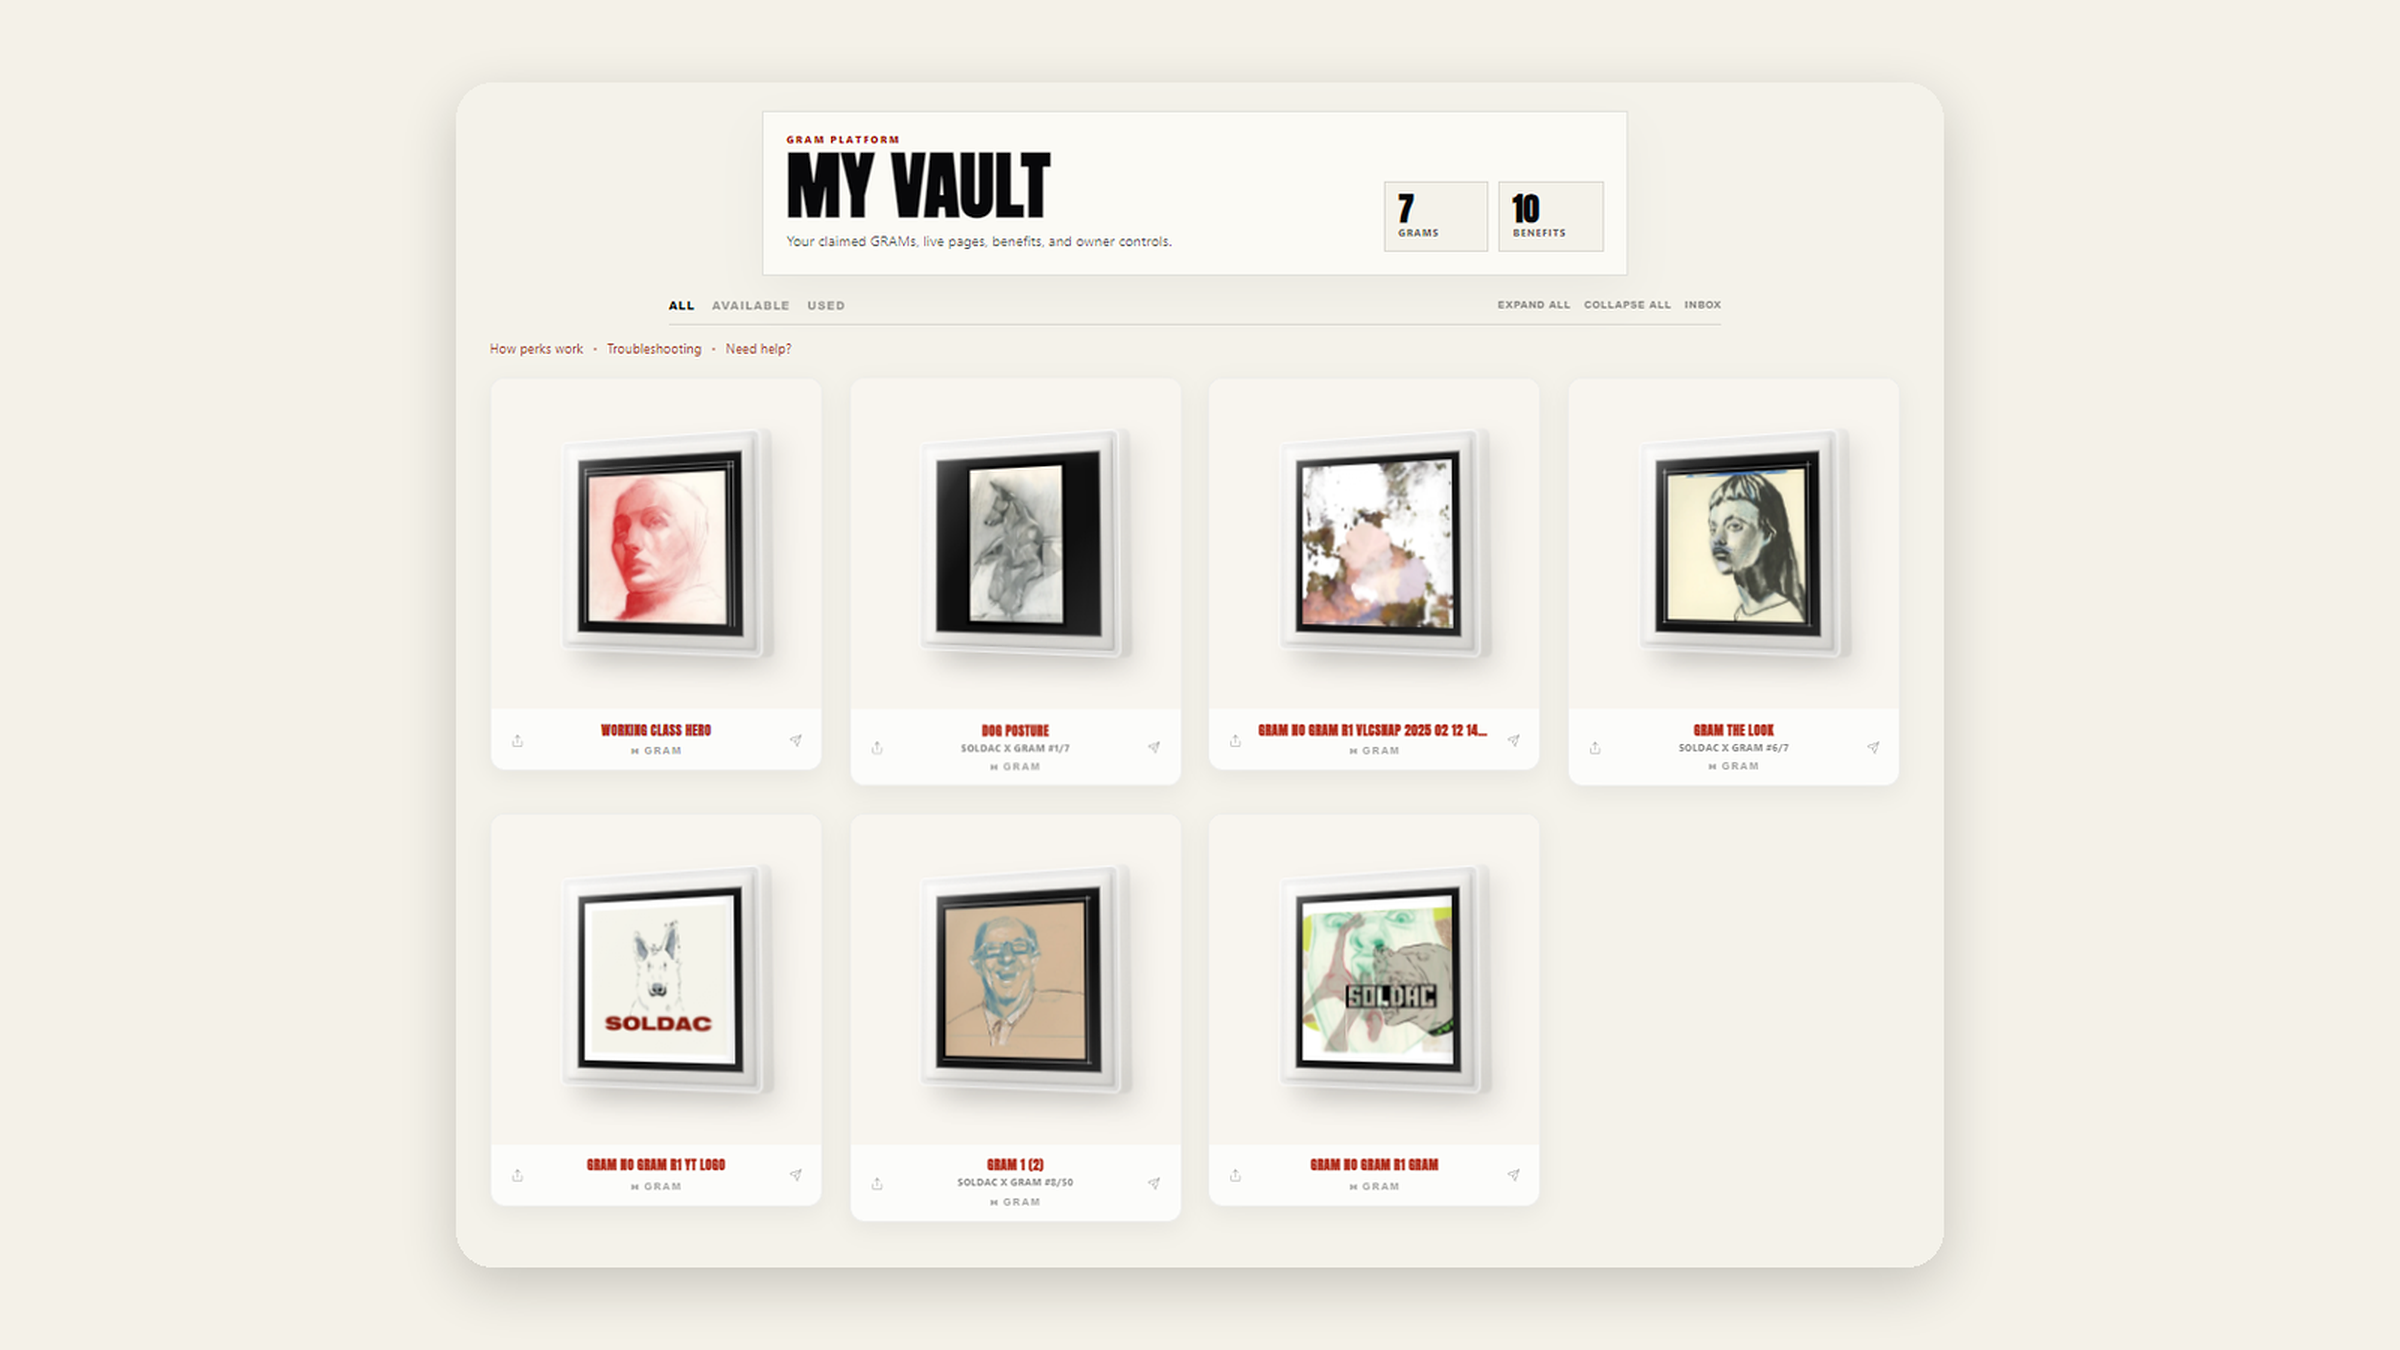 GRAM PLATFORM
MY VAULT
Your claimed GRAMs, live pages, benefits, and owner controls.
7
GRAMS
10
BENEFITS
ALL AVAILABLE USED
EXPAND ALL COLLAPSE ALL INBOX
How perks work • Troubleshooting • Need help?
WORKING CLASS HERO
GRAM
DOG POSTURE
SOLDAC X GRAM #1/7
GRAM
GRAM NO GRAM R1 VLCSNAP 2025 02 12 14...
GRAM
GRAM THE LOOK
SOLDAC X GRAM #6/7
GRAM
SOLDAC
GRAM NO GRAM R1 YT LOGO
GRAM
GRAM 1 (2)
SOLDAC X GRAM #8/50
GRAM
SOLDAC
GRAM NO GRAM R1 GRAM
GRAM